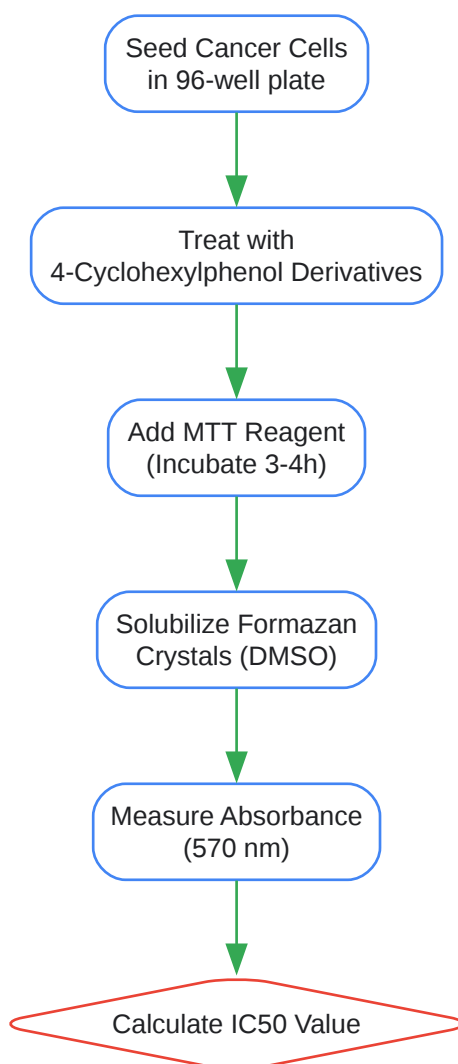 Seed Cancer Cells
in 96-well plate
Treat with
4-Cyclohexylphenol Derivatives
Add MTT Reagent
(Incubate 3-4h)
Solubilize Formazan
Crystals (DMSO)
Measure Absorbance
(570 nm)
Calculate IC50 Value